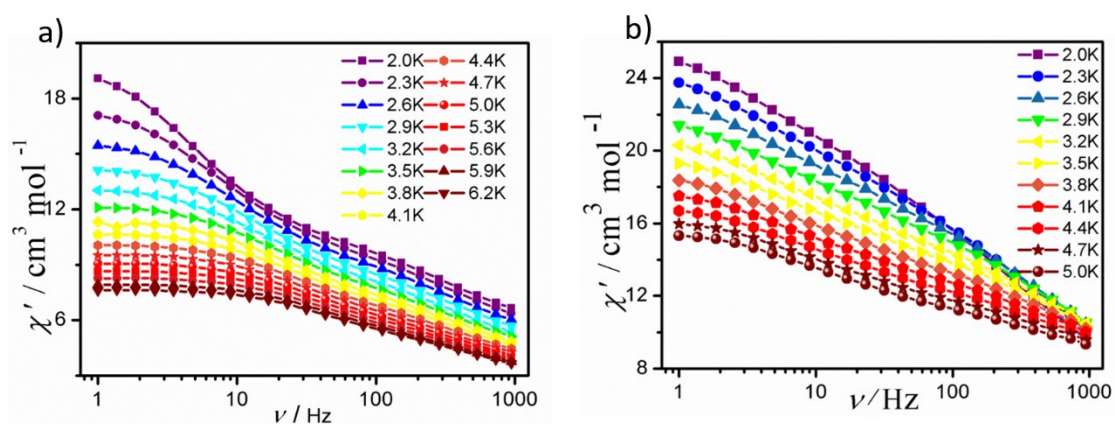 a)
χ′ / cm³ mol⁻¹
18
12
6
2.0K 4.4K
2.3K 4.7K
2.6K 5.0K
2.9K 5.3K
3.2K 5.6K
3.5K 5.9K
3.8K 6.2K
4.1K
1 10 100 1000
ν / Hz
b)
χ′ / cm³ mol⁻¹
24
20
16
12
8
2.0K
2.3K
2.6K
2.9K
3.2K
3.5K
3.8K
4.1K
4.4K
4.7K
5.0K
1 10 100 1000
ν/Hz